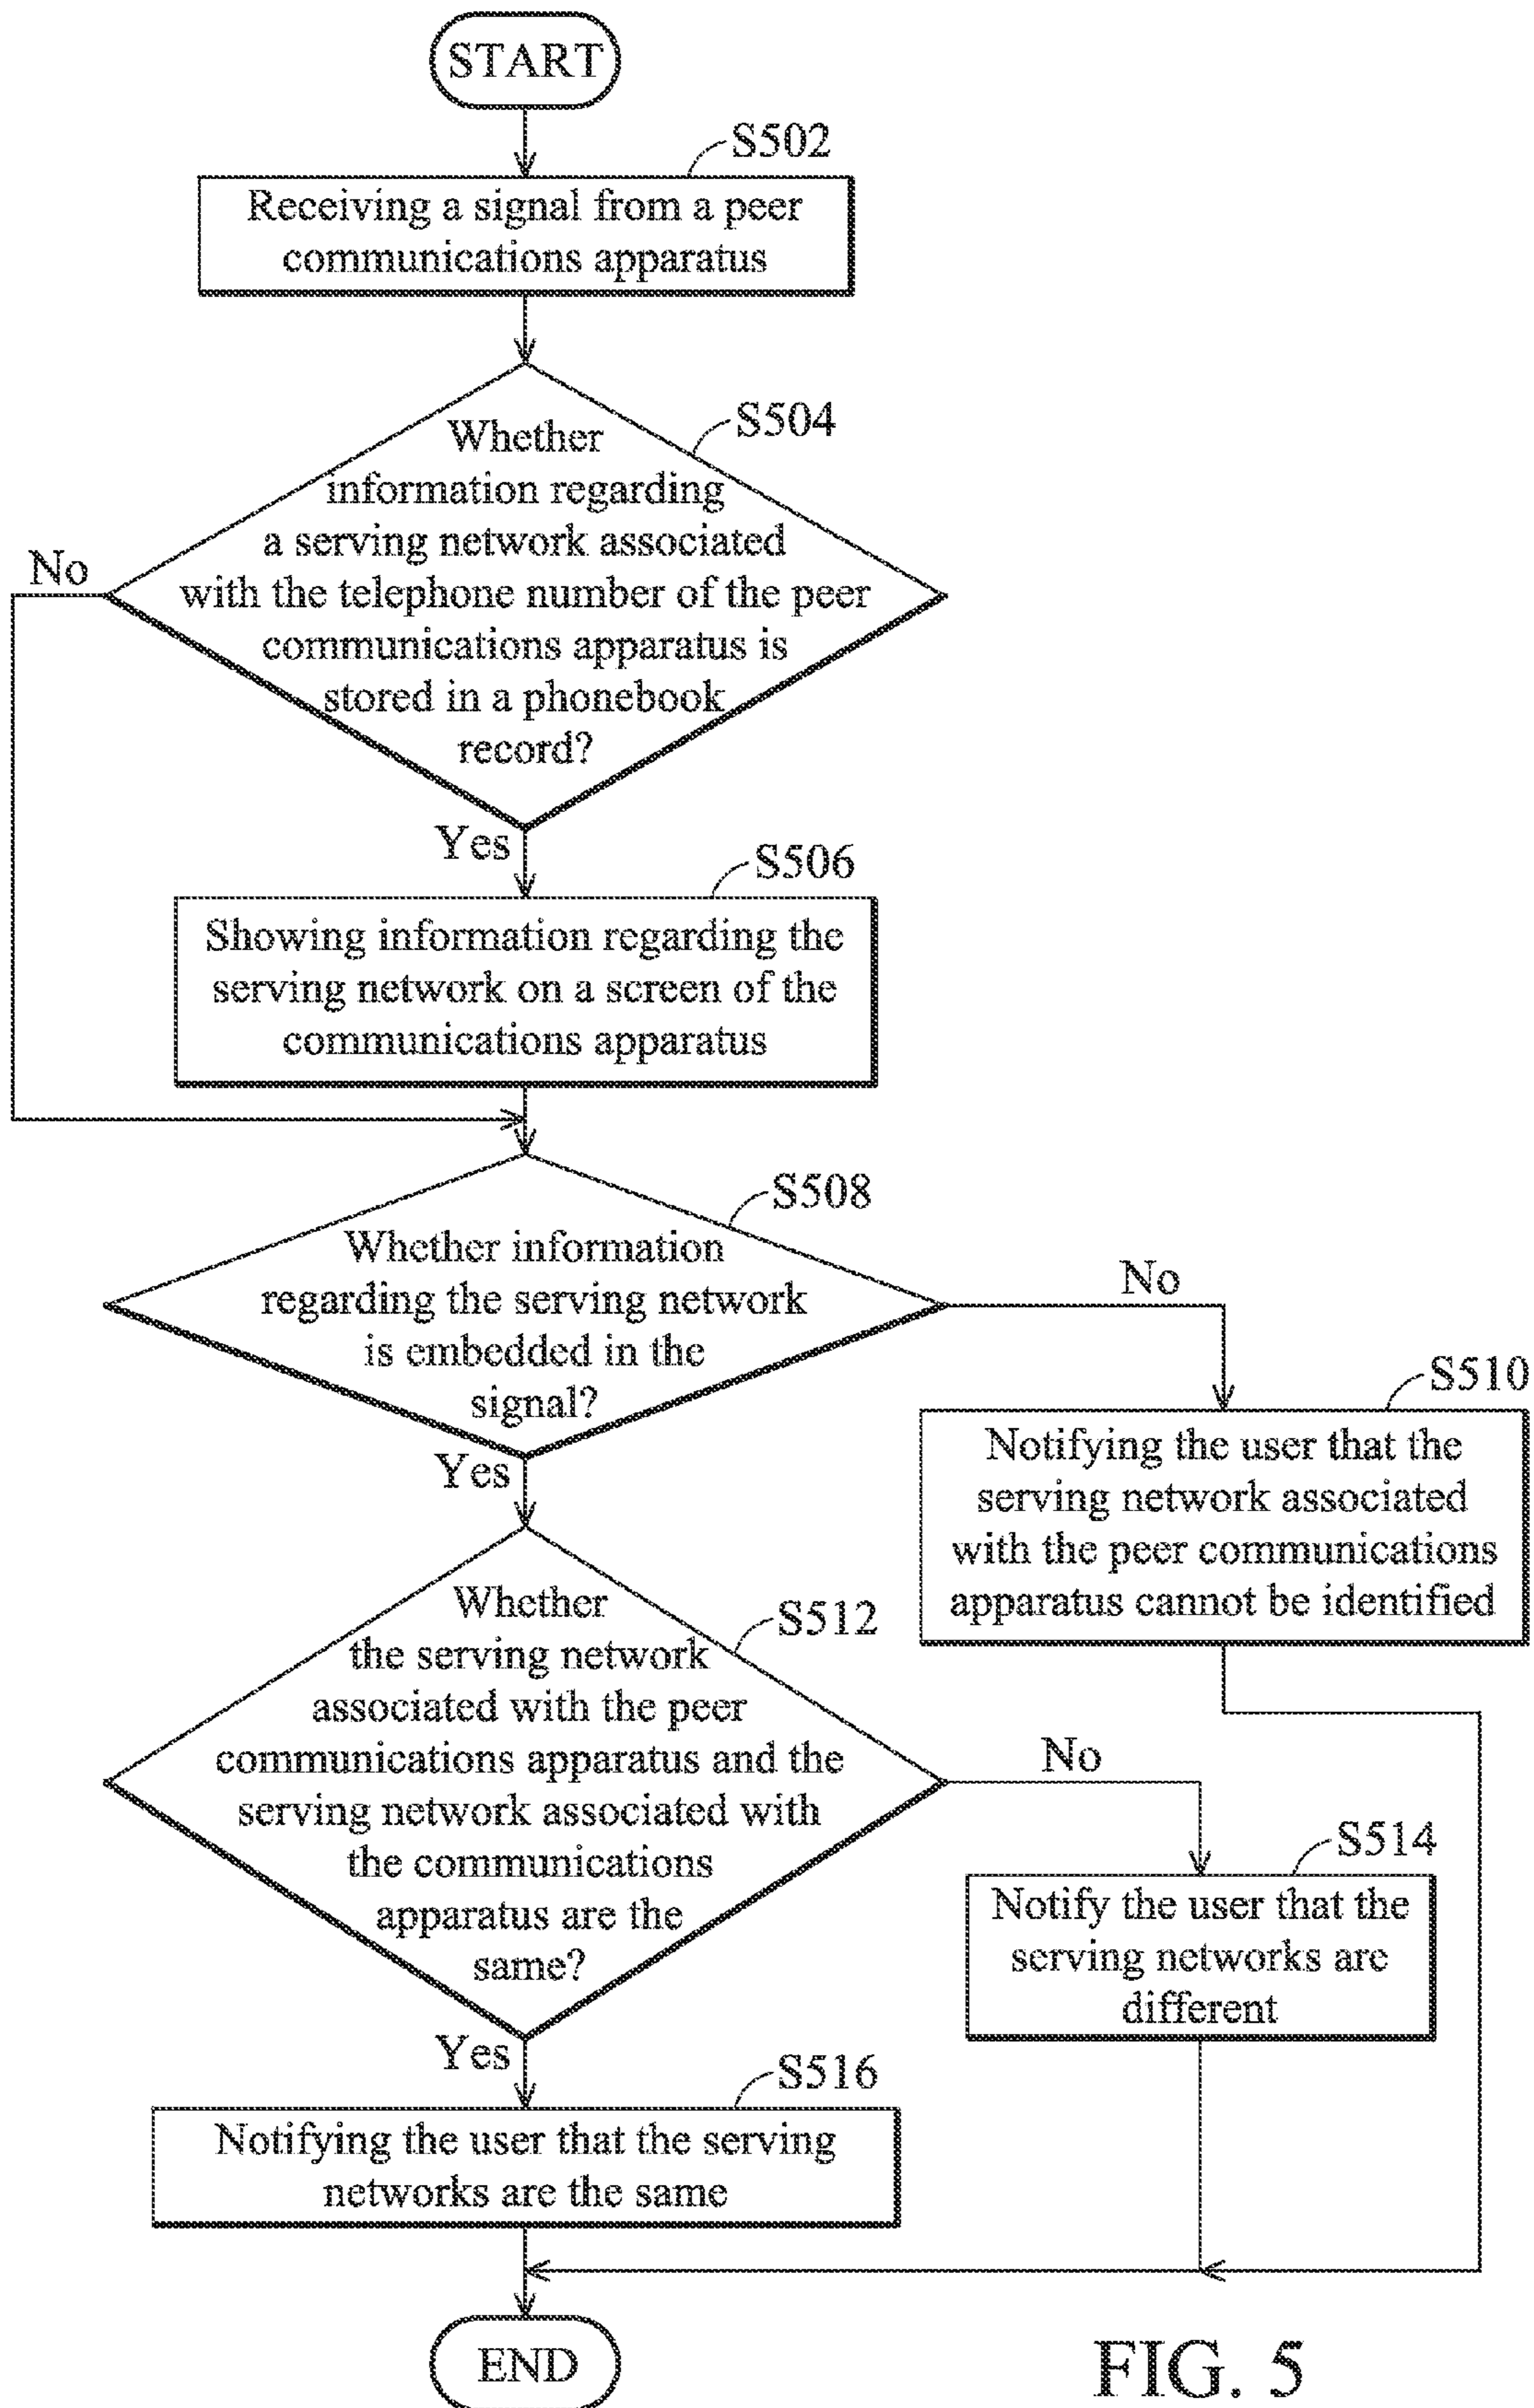 START
S502
Receiving a signal from a peer
communications apparatus
S504
Whether
information regarding
a serving network associated
with the telephone number of the peer
communications apparatus is
stored in a phonebook
record?
No
Yes
S506
Showing information regarding the
serving network on a screen of the
communications apparatus
S508
Whether information
regarding the serving network
is embedded in the
signal?
No
Yes
S510
Notifying the user that the
serving network associated
with the peer communications
apparatus cannot be identified
S512
Whether
the serving network
associated with the peer
communications apparatus and the
serving network associated with
the communications
apparatus are the
same?
No
Yes
S514
Notify the user that the
serving networks are
different
S516
Notifying the user that the serving
networks are the same
END
FIG. 5